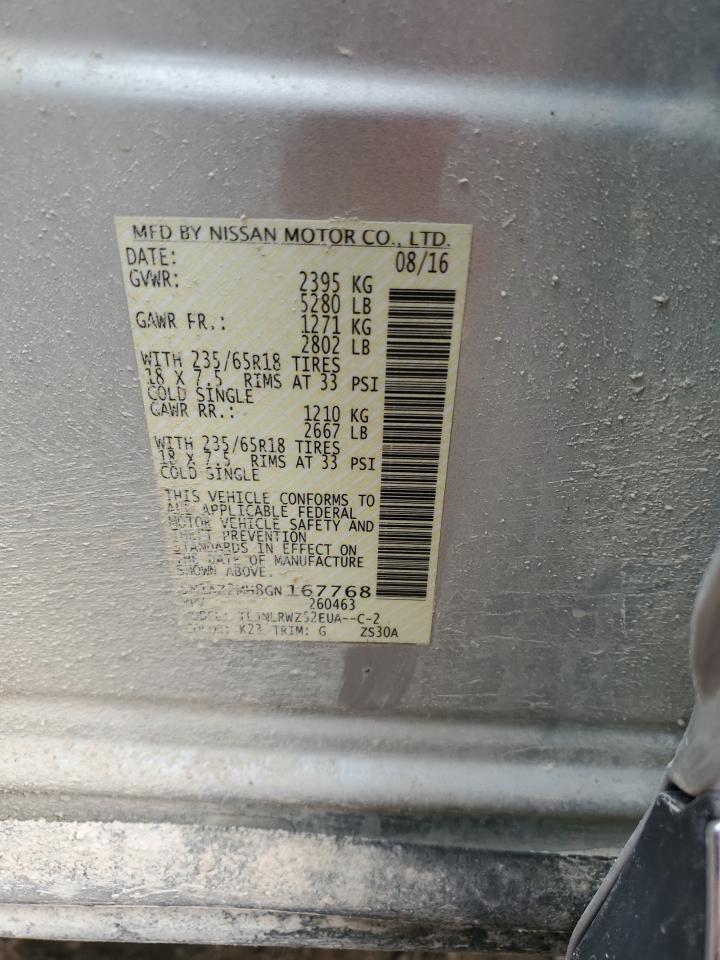 MFD BY NISSAN MOTOR CO., LTD.
DATE: 08/16
GVWR: 2395 KG
5280 LB
GAWR FR.: 1271 KG
2802 LB
WITH 235/65R18 TIRES
18 X 7.5 RIMS AT 33 PSI
COLD SINGLE
GAWR RR.: 1210 KG
2667 LB
WITH 235/65R18 TIRES
18 X 7.5 RIMS AT 33 PSI
COLD SINGLE
THIS VEHICLE CONFORMS TO
ALL APPLICABLE FEDERAL
MOTOR VEHICLE SAFETY AND
THEFT PREVENTION
STANDARDS IN EFFECT ON
THE DATE OF MANUFACTURE
SHOWN ABOVE.
167768
MPV 260463
MODEL:
COLOR: K23 TRIM: G ZS30A